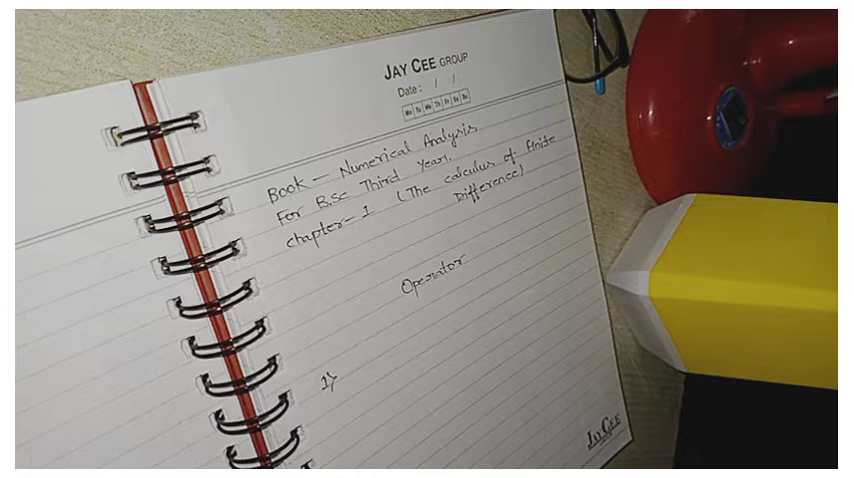 JAY CEE GROUP
Date : / /
Mo Tu We Th Fr Sa Su
Book - Numerical Analysis
For B.Sc Third Year.
chapter - 1 (The calculus of finite
Difference)
Operator
1)
JAY CEE